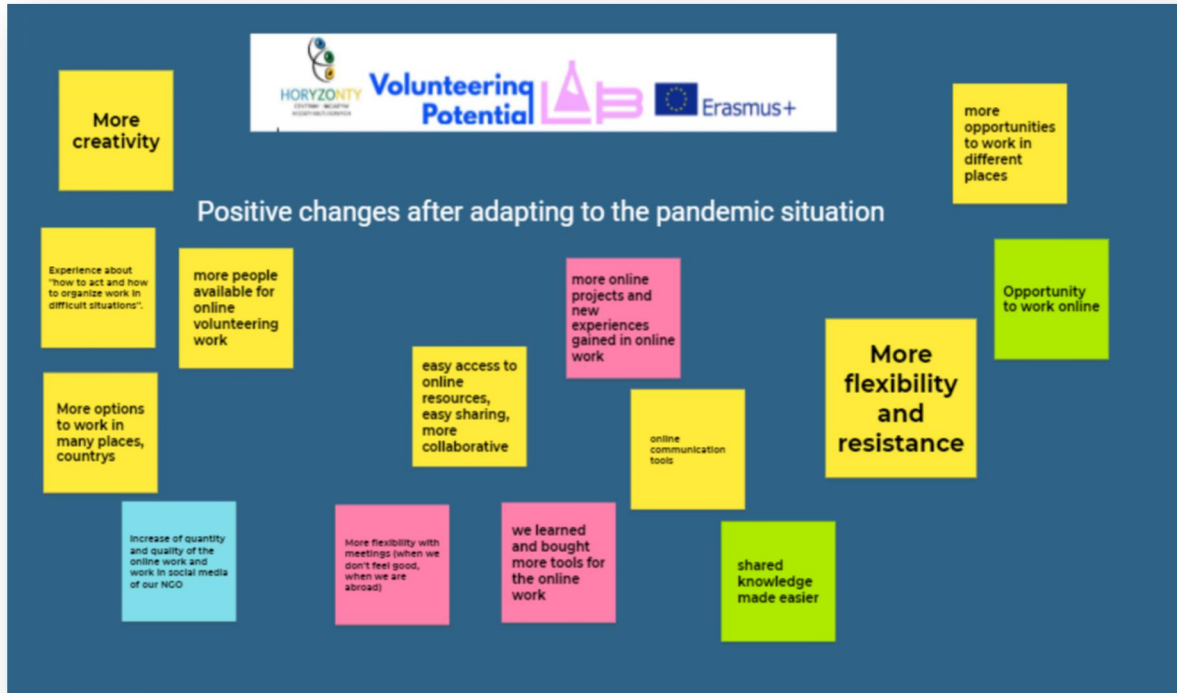 HORYZONTY
Volunteering
Potential
LAB
Erasmus+
More
creativity
more
opportunities
to work in
different
places
Positive changes after adapting to the pandemic situation
Experience about
"how to act and how
to organize work in
difficult situations".
more people
available for
online
volunteering
work
more online
projects and
new
experiences
gained in online
work
Opportunity
to work online
More
flexibility
and
resistance
easy access to
online
resources,
easy sharing,
more
collaborative
More options
to work in
many places,
countrys
online
communication
tools
Increase of quantity
and quality of the
online work and
work in social media
of our NGO
More flexibility with
meetings (when we
don't feel good,
when we are
abroad)
we learned
and bought
more tools for
the online
work
shared
knowledge
made easier